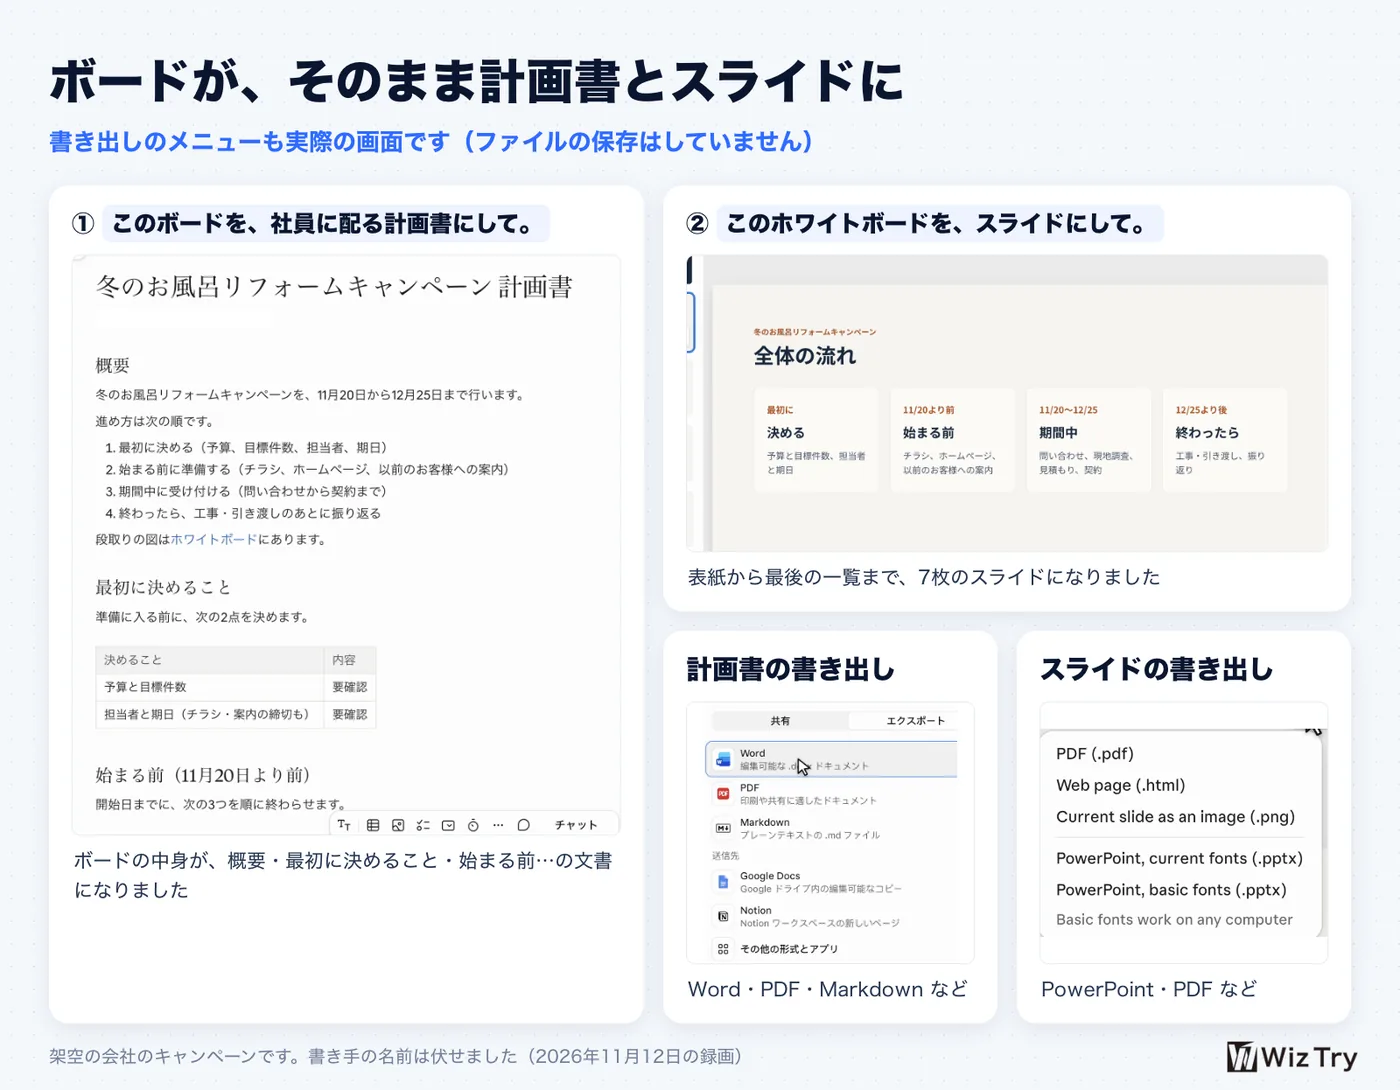 ボードが、そのまま計画書とスライドに
書き出しのメニューも実際の画面です（ファイルの保存はしていません）
① このボードを、社員に配る計画書にして。
冬のお風呂リフォームキャンペーン 計画書
概要
冬のお風呂リフォームキャンペーンを、11月20日から12月25日まで行います。
進め方は次の順です。
1. 最初に決める（予算、目標件数、担当者、期日）
2. 始まる前に準備する（チラシ、ホームページ、以前のお客様への案内）
3. 期間中に受け付ける（問い合わせから契約まで）
4. 終わったら、工事・引き渡しのあとに振り返る
段取りの図はホワイトボードにあります。
最初に決めること
準備に入る前に、次の2点を決めます。
決めること 内容
予算と目標件数 要確認
担当者と期日（チラシ・案内の締切も） 要確認
始まる前（11月20日より前）
開始日までに、次の3つを順に終わらせます。
チャット
ボードの中身が、概要・最初に決めること・始まる前…の文書
になりました
② このホワイトボードを、スライドにして。
冬のお風呂リフォームキャンペーン
全体の流れ
最初に
決める
予算と目標件数、担当者
と期日
11/20より前
始まる前
チラシ、ホームページ、
以前のお客様への案内
11/20〜12/25
期間中
問い合わせ、現地調査、
見積もり、契約
12/25より後
終わったら
工事・引き渡し、振り
返り
表紙から最後の一覧まで、7枚のスライドになりました
計画書の書き出し
共有 エクスポート
Word
編集可能な .do ドキュメント
PDF
印刷や共有に適したドキュメント
Markdown
プレーンテキストの .md ファイル
送信先
Google Docs
Google ドライブ内の編集可能なコピー
Notion
Notion ワークスペースの新しいページ
その他の形式とアプリ
Word・PDF・Markdown など
スライドの書き出し
PDF (.pdf)
Web page (.html)
Current slide as an image (.png)
PowerPoint, current fonts (.pptx)
PowerPoint, basic fonts (.pptx)
Basic fonts work on any computer
PowerPoint・PDF など
架空の会社のキャンペーンです。書き手の名前は伏せました（2026年11月12日の録画）
Wiz Try